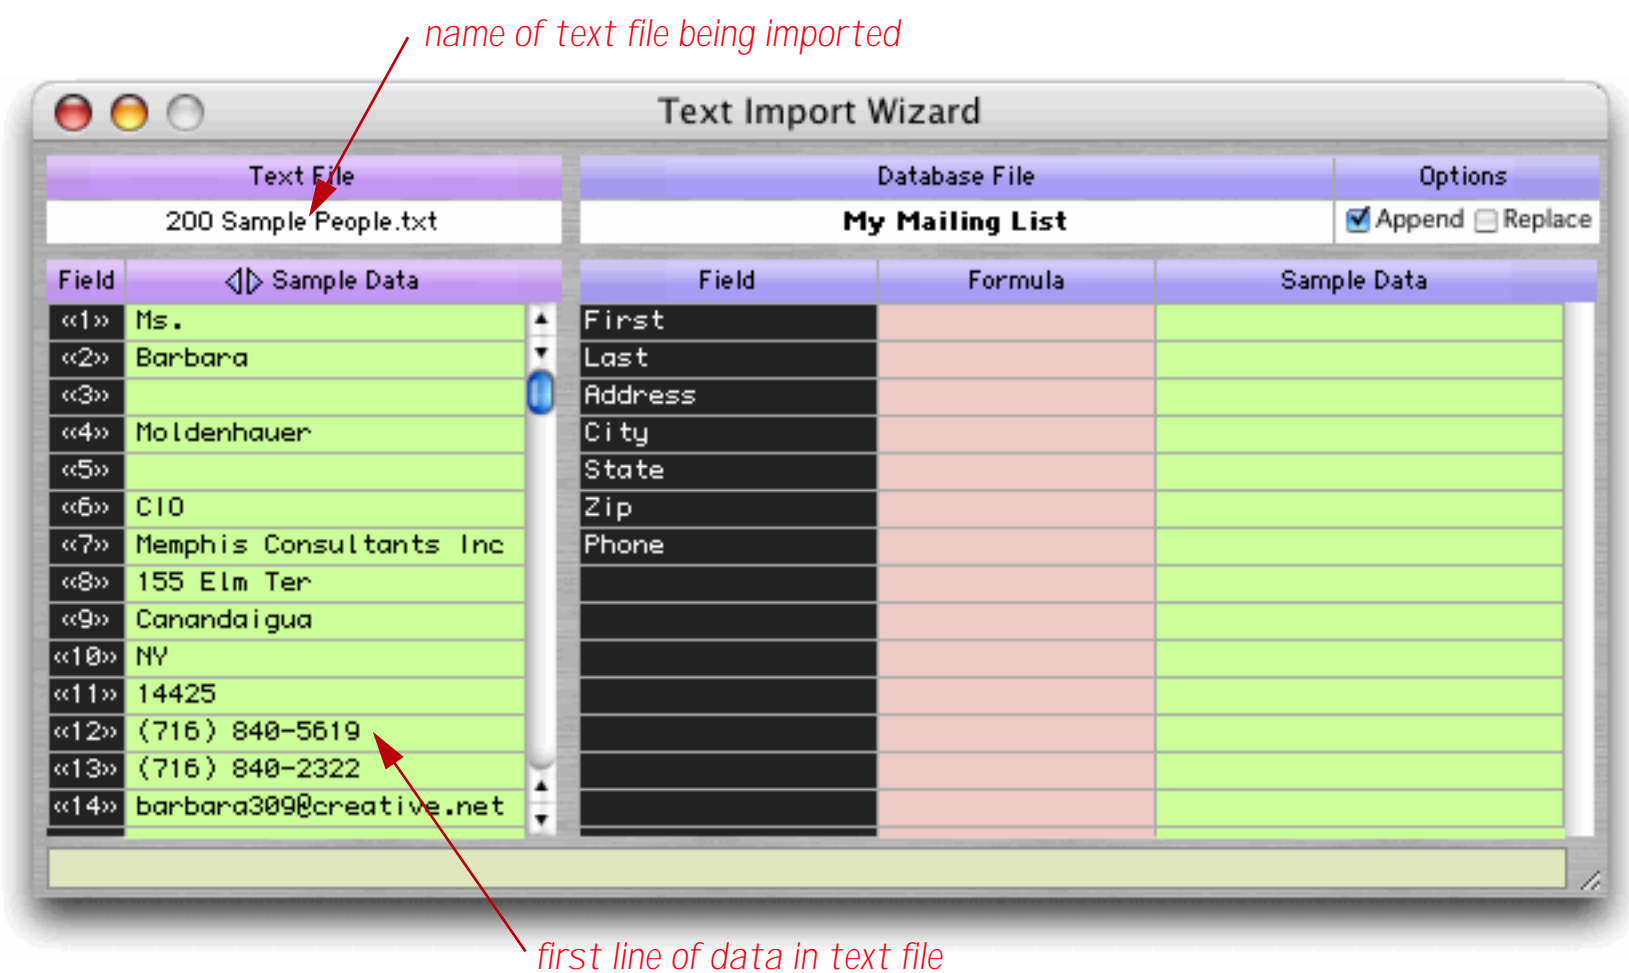 name of text file being imported
Text Import Wizard
Text File
Database File
Options
200 Sample People.txt
My Mailing List
Append
Replace
Field
Sample Data
Field
Formula
Sample Data
«1» Ms.
«2» Barbara
«3»
«4» Moldenhauer
«5»
«6» CIO
«7» Memphis Consultants Inc
«8» 155 Elm Ter
«9» Canandaigua
«10» NY
«11» 14425
«12» (716) 840-5619
«13» (716) 840-2322
«14» barbara309@creative.net
First
Last
Address
City
State
Zip
Phone
first line of data in text file